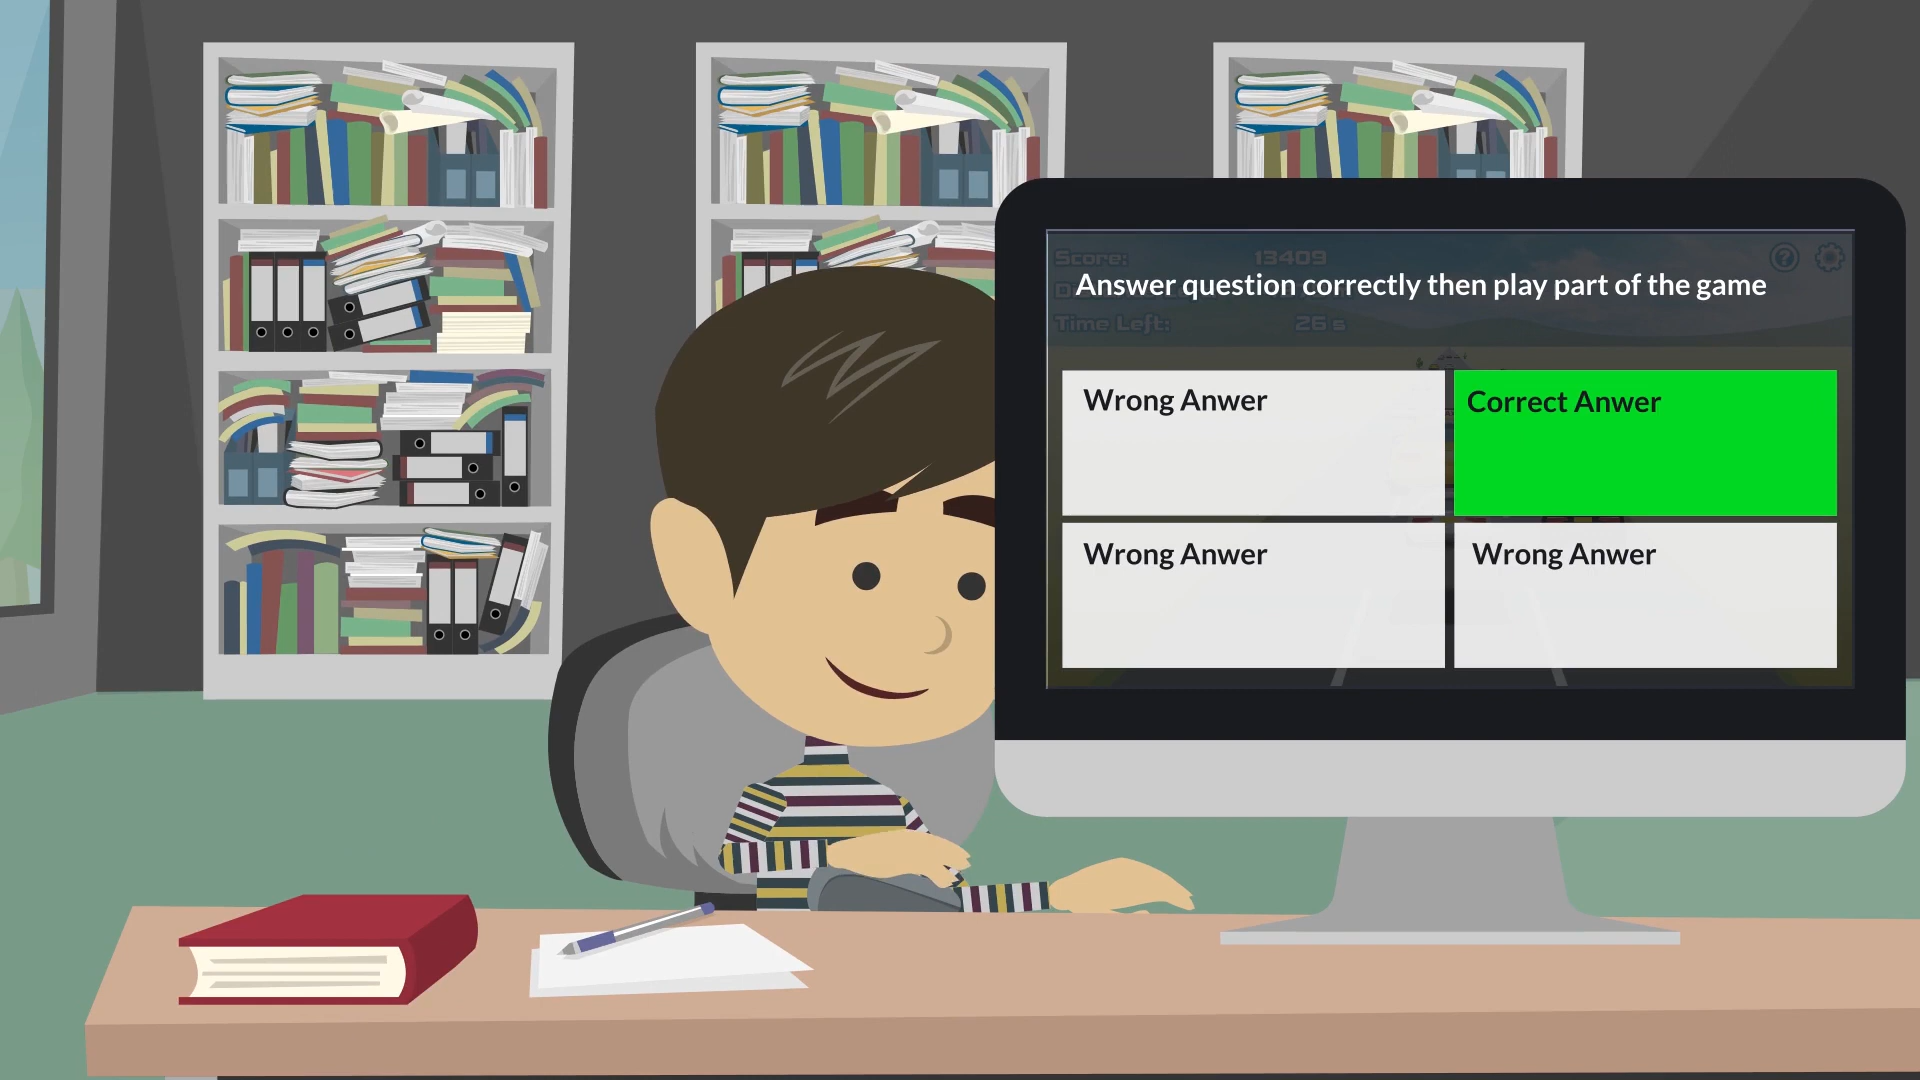 Score: 13409
Answer question correctly then play part of the game
Time Left: 26 s
Wrong Anwer
Correct Anwer
Wrong Anwer
Wrong Anwer